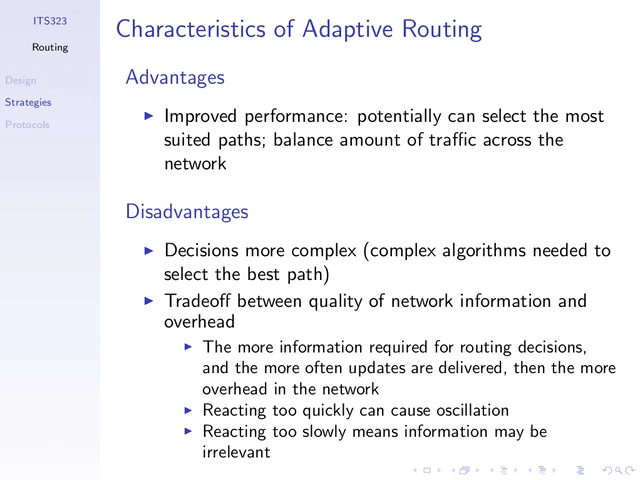 ITS323
Routing
Design
Strategies
Protocols
Characteristics of Adaptive Routing
Advantages
Improved performance: potentially can select the most
suited paths; balance amount of traffic across the
network
Disadvantages
Decisions more complex (complex algorithms needed to
select the best path)
Tradeoff between quality of network information and
overhead
The more information required for routing decisions,
and the more often updates are delivered, then the more
overhead in the network
Reacting too quickly can cause oscillation
Reacting too slowly means information may be
irrelevant